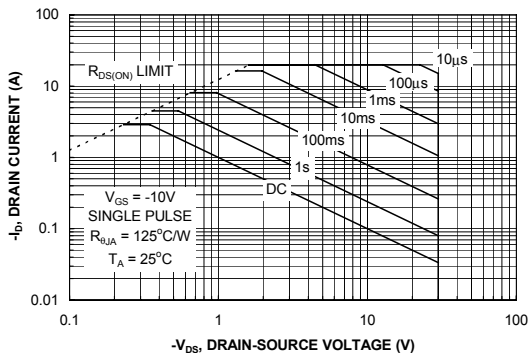 100
10
1
0.1
0.01
-I_D, DRAIN CURRENT (A)
R_DS(ON) LIMIT
10µs
100µs
1ms
10ms
100ms
1s
DC
V_GS = -10V
SINGLE PULSE
R_θJA = 125°C/W
T_A = 25°C
0.1
1
10
100
-V_DS, DRAIN-SOURCE VOLTAGE (V)